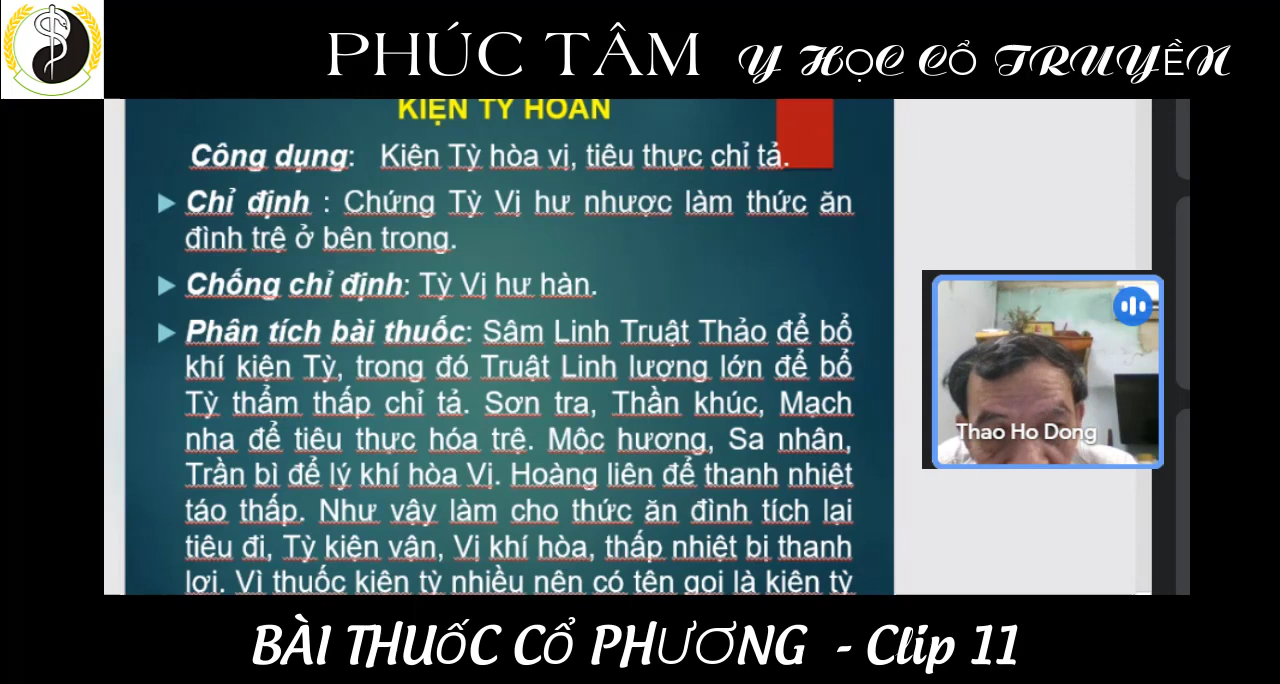 PHÚC TÂM Y HỌC CỔ TRUYỀN
KIỆN TỲ HOÀN
Công dụng: Kiện Tỳ hòa vị, tiêu thực chỉ tả.
Chỉ định : Chứng Tỳ Vị hư nhược làm thức ăn
đình trệ ở bên trong.
Chống chỉ định: Tỳ Vị hư hàn.
Phân tích bài thuốc: Sâm Linh Truật Thảo để bổ
khí kiện Tỳ, trong đó Truật Linh lượng lớn để bổ
Tỳ thẩm thấp chỉ tả. Sơn tra, Thần khúc, Mạch
nha để tiêu thực hóa trệ. Mộc hương, Sa nhân,
Trần bì để lý khí hòa Vị. Hoàng liên để thanh nhiệt
táo thấp. Như vậy làm cho thức ăn đình tích lại
tiêu đi, Tỳ kiện vận, Vị khí hòa, thấp nhiệt bị thanh
lợi. Vì thuốc kiện tỳ nhiều nên có tên gọi là kiện tỳ
Thao Ho Dong
BÀI THUỐC CỔ PHƯƠNG - Clip 11